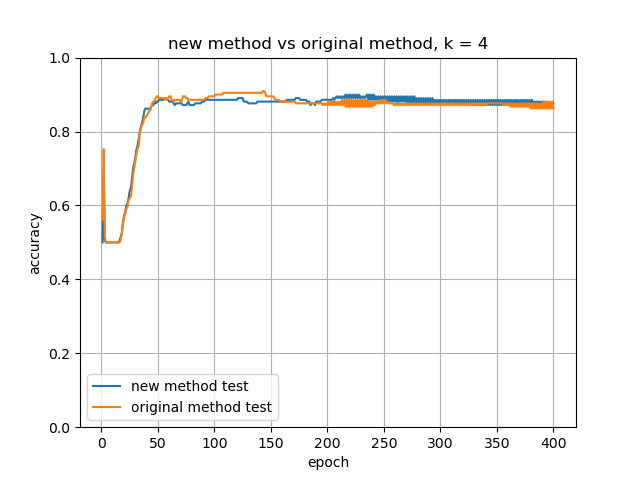 new method vs original method, k = 4
1.0
0.8
0.6
0.4
0.2
0.0
accuracy
new method test
original method test
0 50 100 150 200 250 300 350 400
epoch